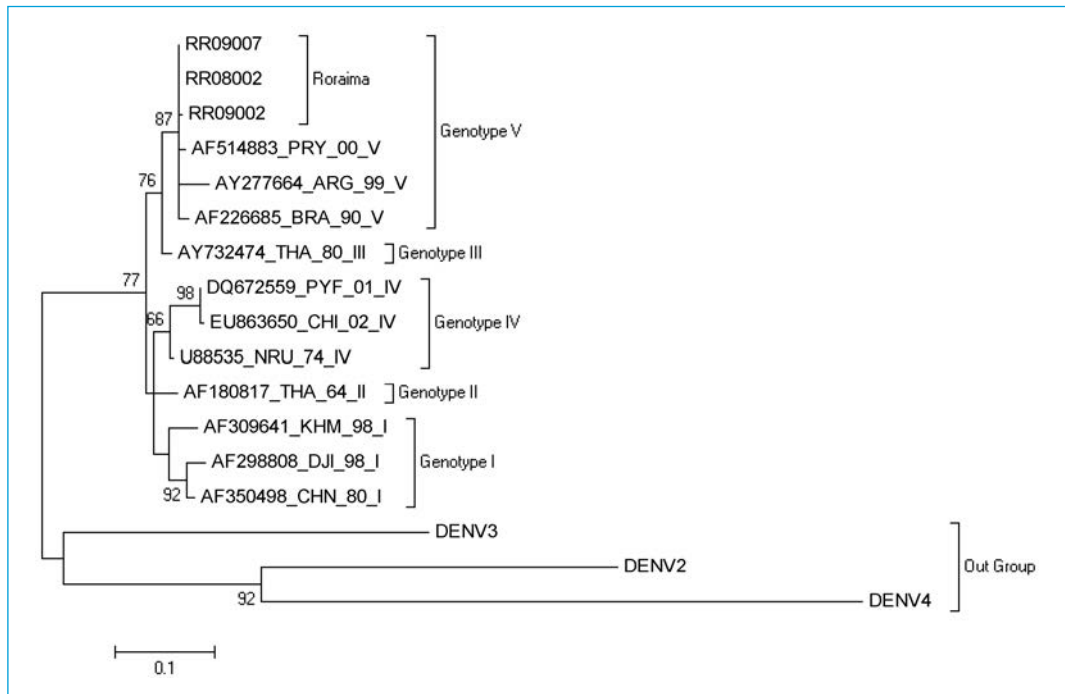 RR09007
RR08002
Roraima
RR09002
87
Genotype V
AF514883_PRY_00_V
76
AY277664_ARG_99_V
AF226685_BRA_90_V
AY732474_THA_80_III
Genotype III
77
DQ672559_PYF_01_IV
98
EU863650_CHI_02_IV
Genotype IV
66
U88535_NRU_74_IV
AF180817_THA_64_II
Genotype II
AF309641_KHM_98_I
AF298808_DJI_98_I
Genotype I
92
AF350498_CHN_80_I
DENV3
DENV2
Out Group
92
DENV4
0.1